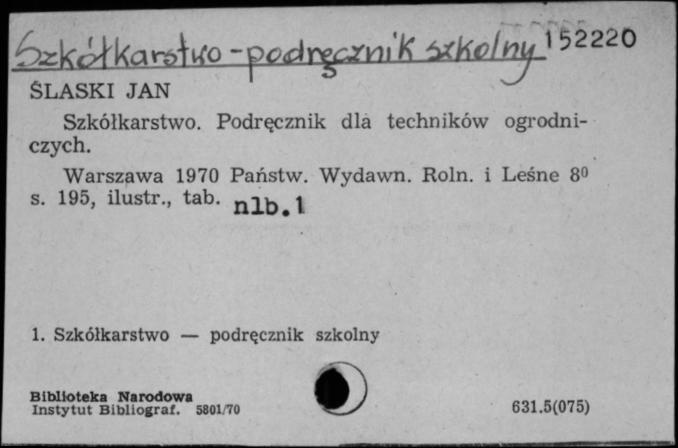 Szkółkarstwo - podręcznik szkolny 152220
ŚLASKI JAN
Szkółkarstwo. Podręcznik dla techników ogrodni-
czych.
Warszawa 1970 Państw. Wydawn. Roln. i Leśne 8⁰
s. 195, ilustr., tab. nlb. 1
1. Szkółkarstwo — podręcznik szkolny
Biblioteka Narodowa
Instytut Bibliograf. 5801/70 631.5(075)